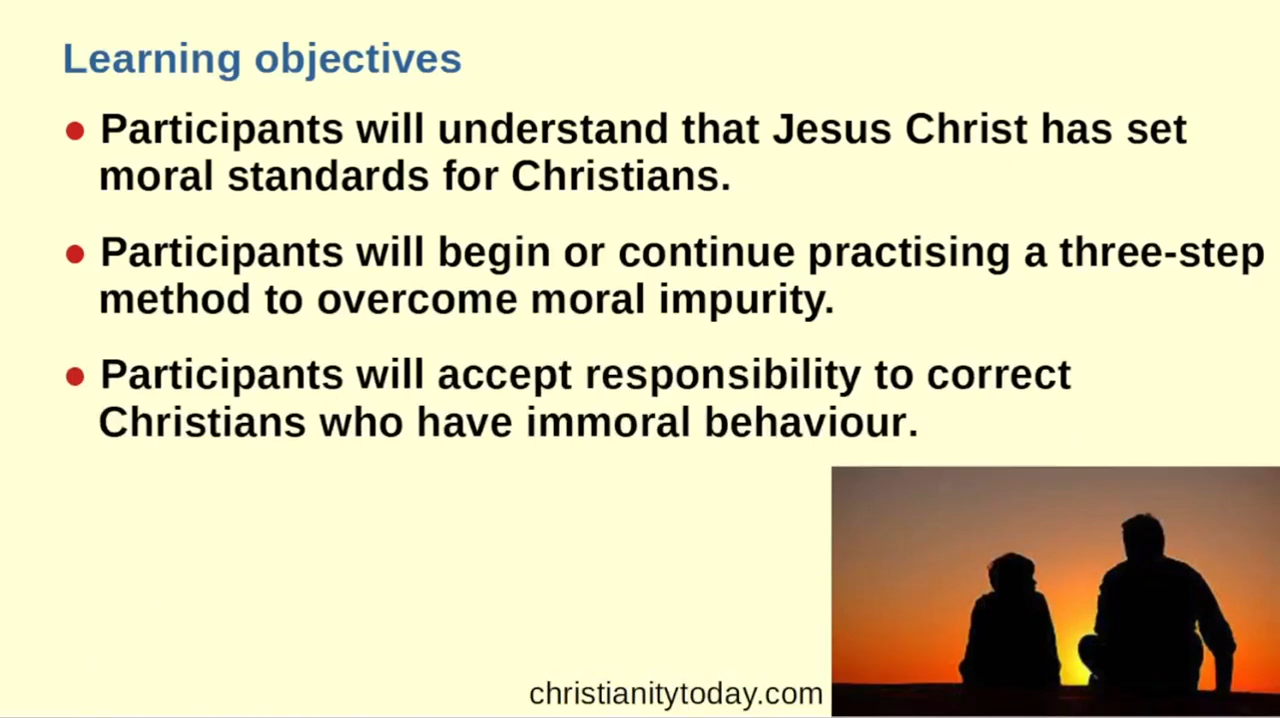 Learning objectives
● Participants will understand that Jesus Christ has set
moral standards for Christians.
● Participants will begin or continue practising a three-step
method to overcome moral impurity.
● Participants will accept responsibility to correct
Christians who have immoral behaviour.
christianitytoday.com